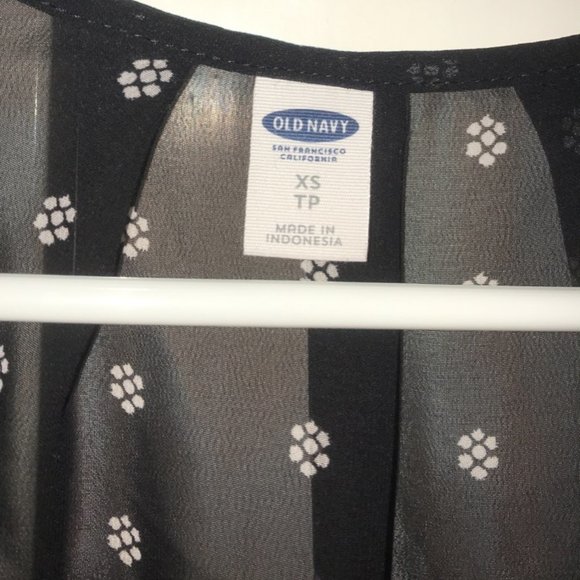 OLD NAVY
SAN FRANCISCO
CALIFORNIA
XS
TP
MADE IN
INDONESIA